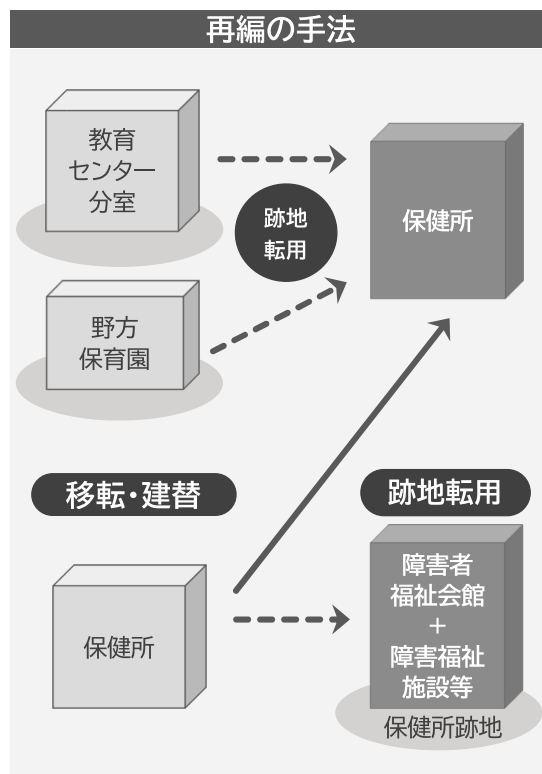 再編の手法
教育
センター
分室
保健所
跡地
転用
野方
保育園
移転・建替
跡地転用
保健所
障害者
福祉会館
+
障害福祉
施設等
保健所跡地